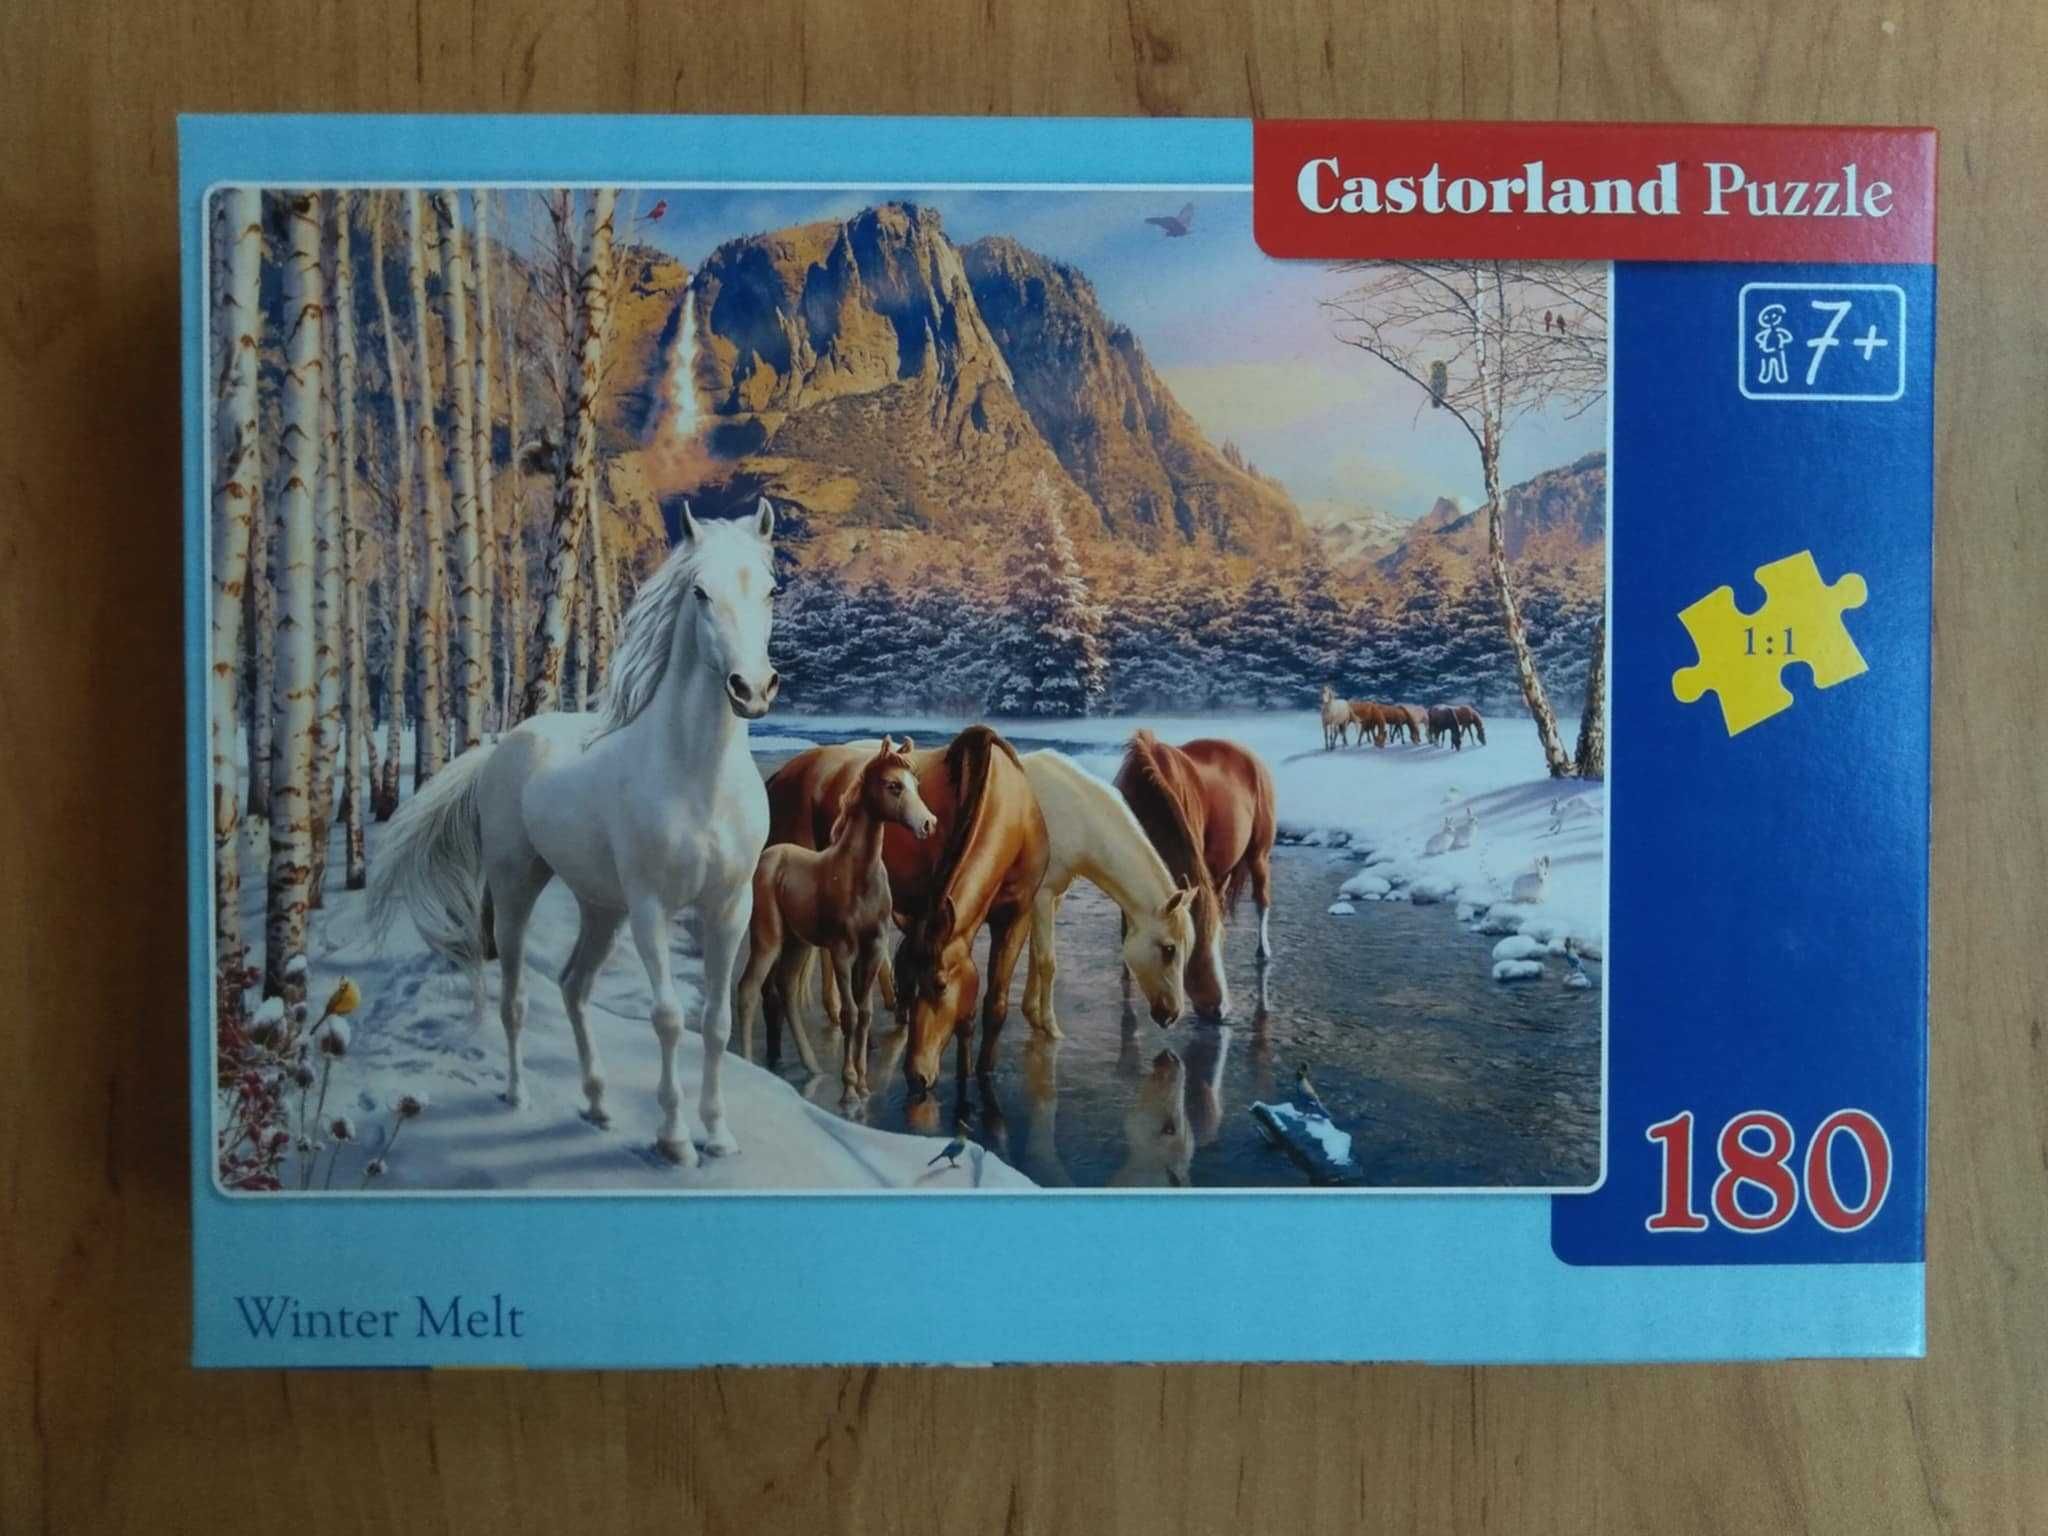 Castorland Puzzle
7+
1:1
180
Winter Melt